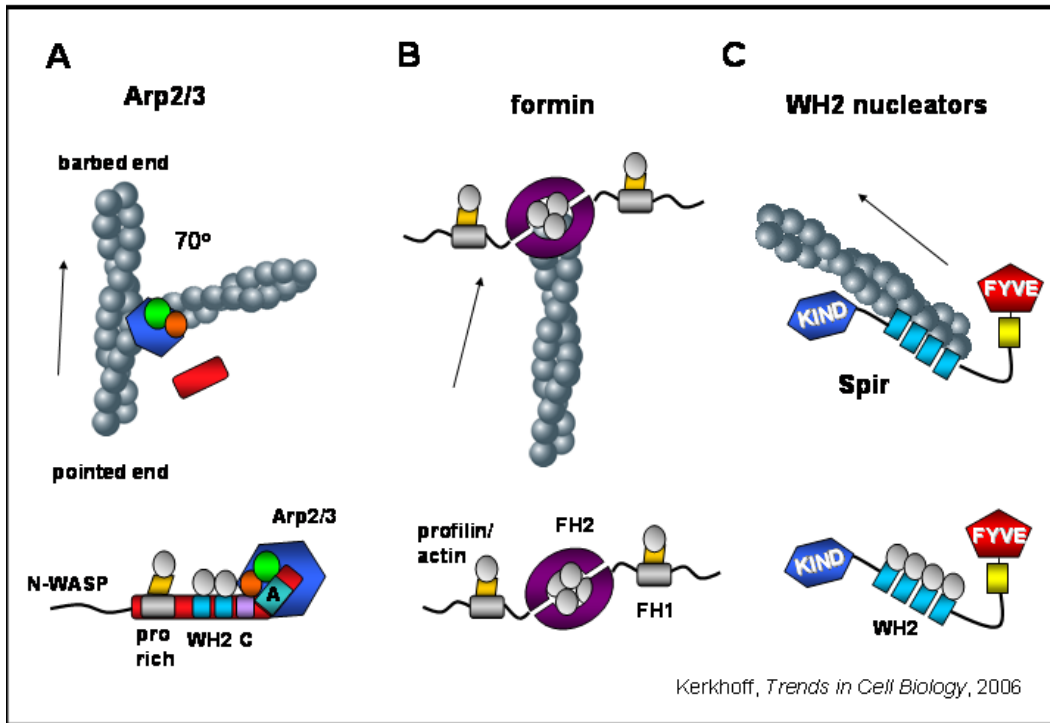 A
Arp2/3
barbed end
70°
pointed end
Arp2/3
N-WASP
A
pro
rich
WH2 C
B
formin
profilin/
actin
FH2
FH1
C
WH2 nucleators
FYVE
KIND
Spir
FYVE
KIND
WH2
Kerkhoff, Trends in Cell Biology, 2006